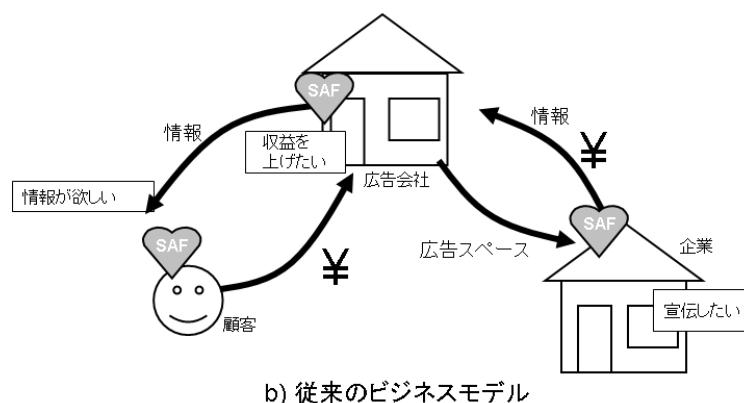 SAF
情報
情報
¥
収益を
上げたい
広告会社
情報が欲しい
SAF
SAF
広告スペース
企業
¥
宣伝したい
顧客
b) 従来のビジネスモデル